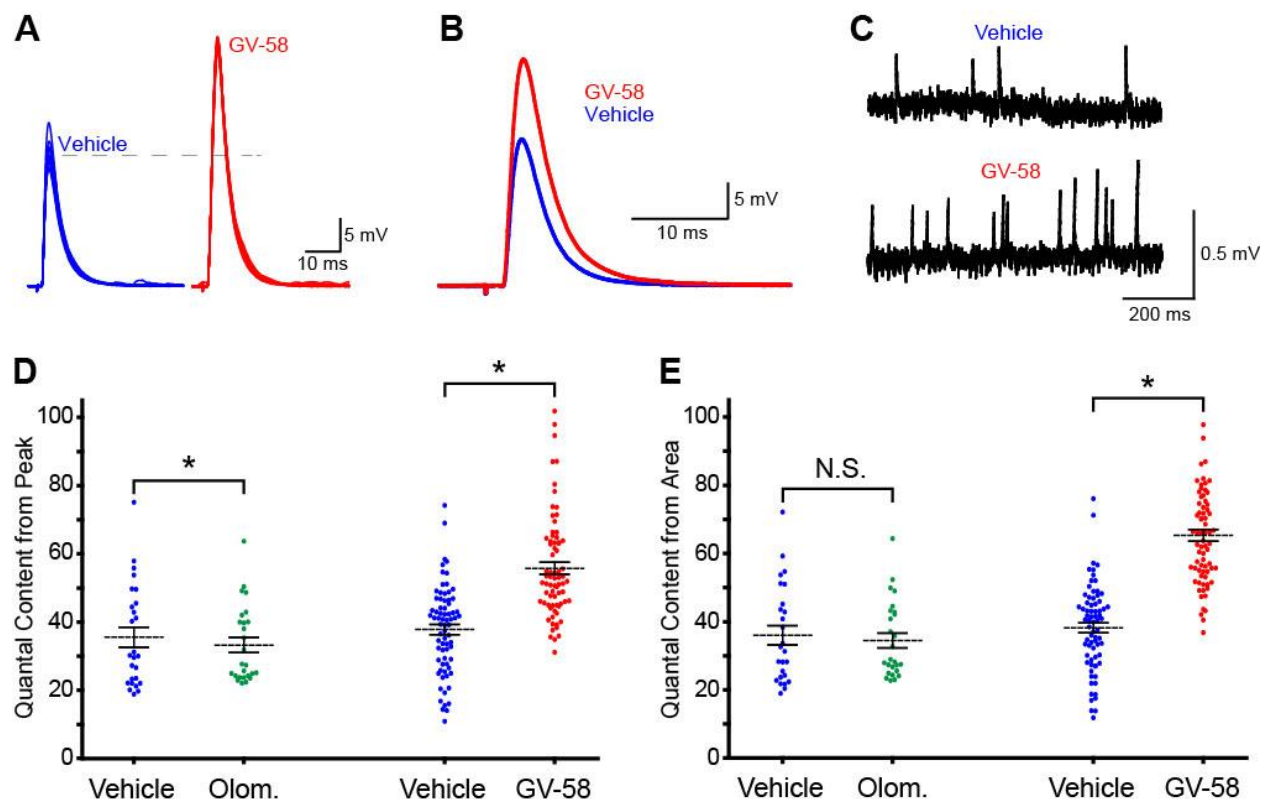 A
GV-58
Vehicle
5 mV
10 ms
B
GV-58
Vehicle
5 mV
10 ms
C
Vehicle
GV-58
0.5 mV
200 ms
D
Quantal Content from Peak
100
80
60
40
20
0
*
*
Vehicle Olom. Vehicle GV-58
E
Quantal Content from Area
100
80
60
40
20
0
N.S.
*
Vehicle Olom. Vehicle GV-58